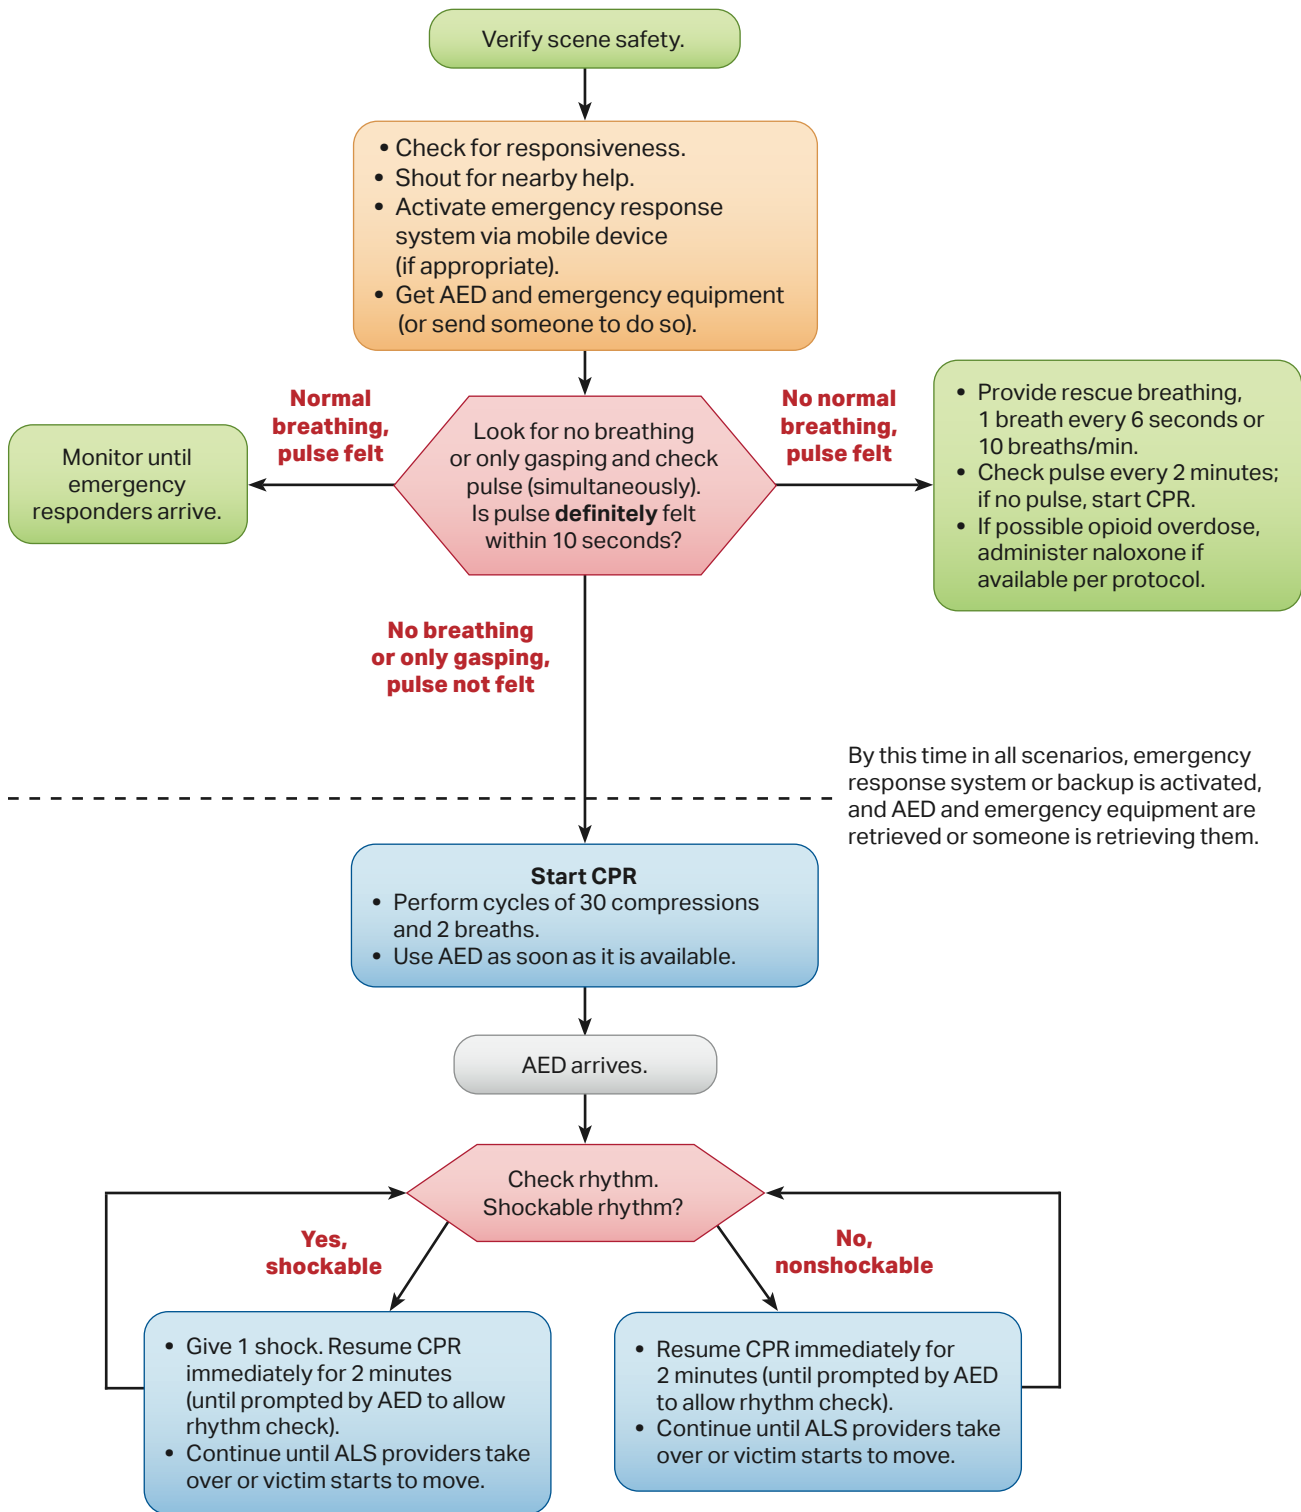 Verify scene safety.
• Check for responsiveness.
• Shout for nearby help.
• Activate emergency response
system via mobile device
(if appropriate).
• Get AED and emergency equipment
(or send someone to do so).
Normal
breathing,
pulse felt
No normal
breathing,
pulse felt
Monitor until
emergency
responders arrive.
Look for no breathing
or only gasping and check
pulse (simultaneously).
Is pulse definitely felt
within 10 seconds?
• Provide rescue breathing,
1 breath every 6 seconds or
10 breaths/min.
• Check pulse every 2 minutes;
if no pulse, start CPR.
• If possible opioid overdose,
administer naloxone if
available per protocol.
No breathing
or only gasping,
pulse not felt
By this time in all scenarios, emergency
response system or backup is activated,
and AED and emergency equipment are
retrieved or someone is retrieving them.
Start CPR
• Perform cycles of 30 compressions
and 2 breaths.
• Use AED as soon as it is available.
AED arrives.
Check rhythm.
Shockable rhythm?
Yes,
shockable
No,
nonshockable
• Give 1 shock. Resume CPR
immediately for 2 minutes
(until prompted by AED to allow
rhythm check).
• Continue until ALS providers take
over or victim starts to move.
• Resume CPR immediately for
2 minutes (until prompted by AED
to allow rhythm check).
• Continue until ALS providers take
over or victim starts to move.